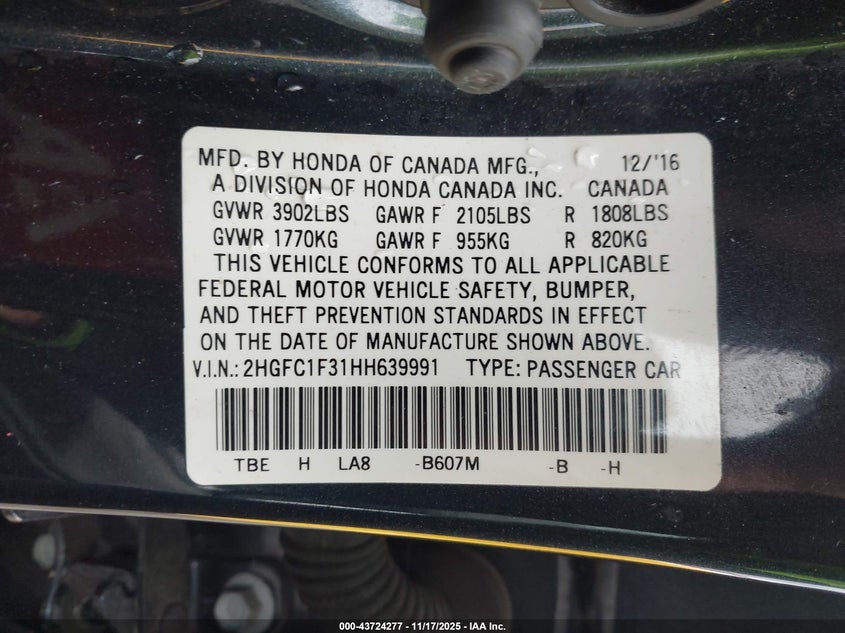 MFD. BY HONDA OF CANADA MFG., 12/'16
A DIVISION OF HONDA CANADA INC. CANADA
GVWR 3902LBS GAWR F 2105LBS R 1808LBS
GVWR 1770KG GAWR F 955KG R 820KG
THIS VEHICLE CONFORMS TO ALL APPLICABLE
FEDERAL MOTOR VEHICLE SAFETY, BUMPER,
AND THEFT PREVENTION STANDARDS IN EFFECT
ON THE DATE OF MANUFACTURE SHOWN ABOVE.
V.I.N.: 2HGFC1F31HH639991 TYPE: PASSENGER CAR
TBE H LA8 -B607M -B -H
000-43724277 - 11/17/2025 - IAA Inc.